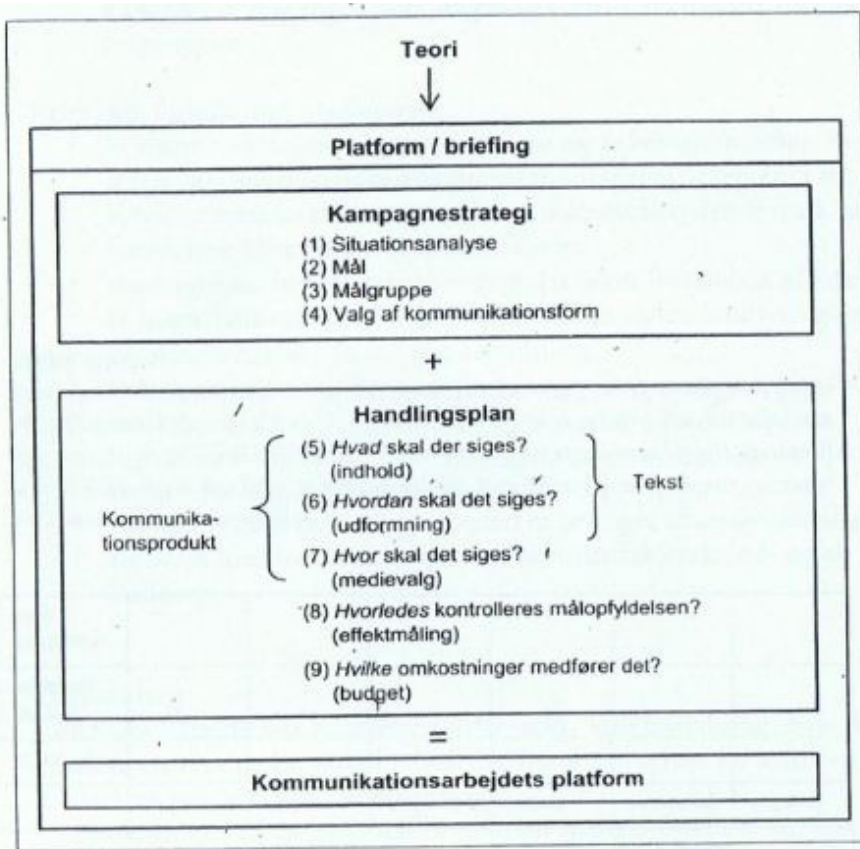 Teori
Platform / briefing
Kampagnestrategi
(1) Situationsanalyse
(2) Mål
(3) Målgruppe
(4) Valg af kommunikationsform
+
Handlingsplan
(5) Hvad skal der siges?
(indhold)
(6) Hvordan skal det siges?
(udformning)
Tekst
Kommunika-
tionsprodukt
(7) Hvor skal det siges?
(medievalg)
(8) Hvorledes kontrolleres målopfyldelsen?
(effektmåling)
(9) Hvilke omkostninger medfører det?
(budget)
=
Kommunikationsarbejdets platform